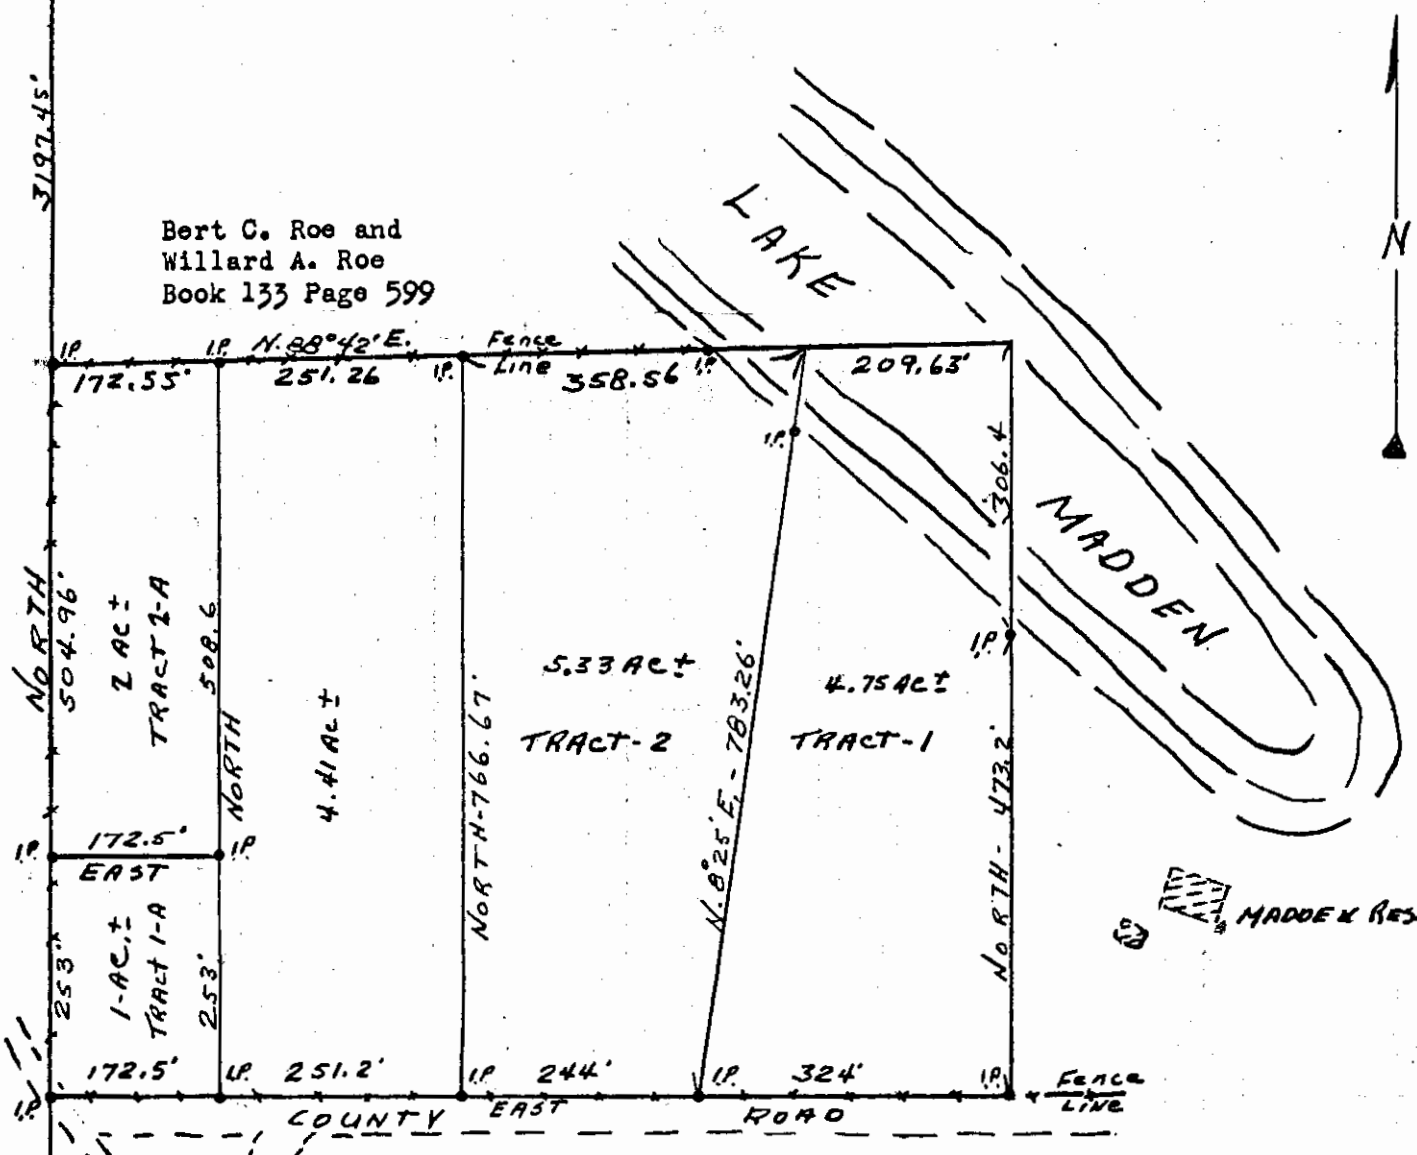 3197.45'
LAKE
N
Bert C. Roe and
Willard A. Roe
Book 133 Page 599
I.P. I.P. N.88°42'E. Fence
Line
172.55' 251.26 I.P. 358.56 I.P. 209.63'
I.P.
306.4
MADDEN
NORTH
504.96'
2 AC ±
TRACT 2-A
508.6
NORTH
4.41 Ac ±
NORTH-766.67'
5.33 AC ±
TRACT-2
N.8°25'E,-783.26'
4.75 AC ±
TRACT-1
I.P.
NORTH- 473.2'
I.P. 172.5' I.P.
EAST
253'
1-AC. ±
TRACT 1-A
253'
MADDEN RES
172.5' I.P. 251.2' I.P. 244' I.P. 324' I.P. Fence
LINE
I.P.
COUNTY EAST ROAD